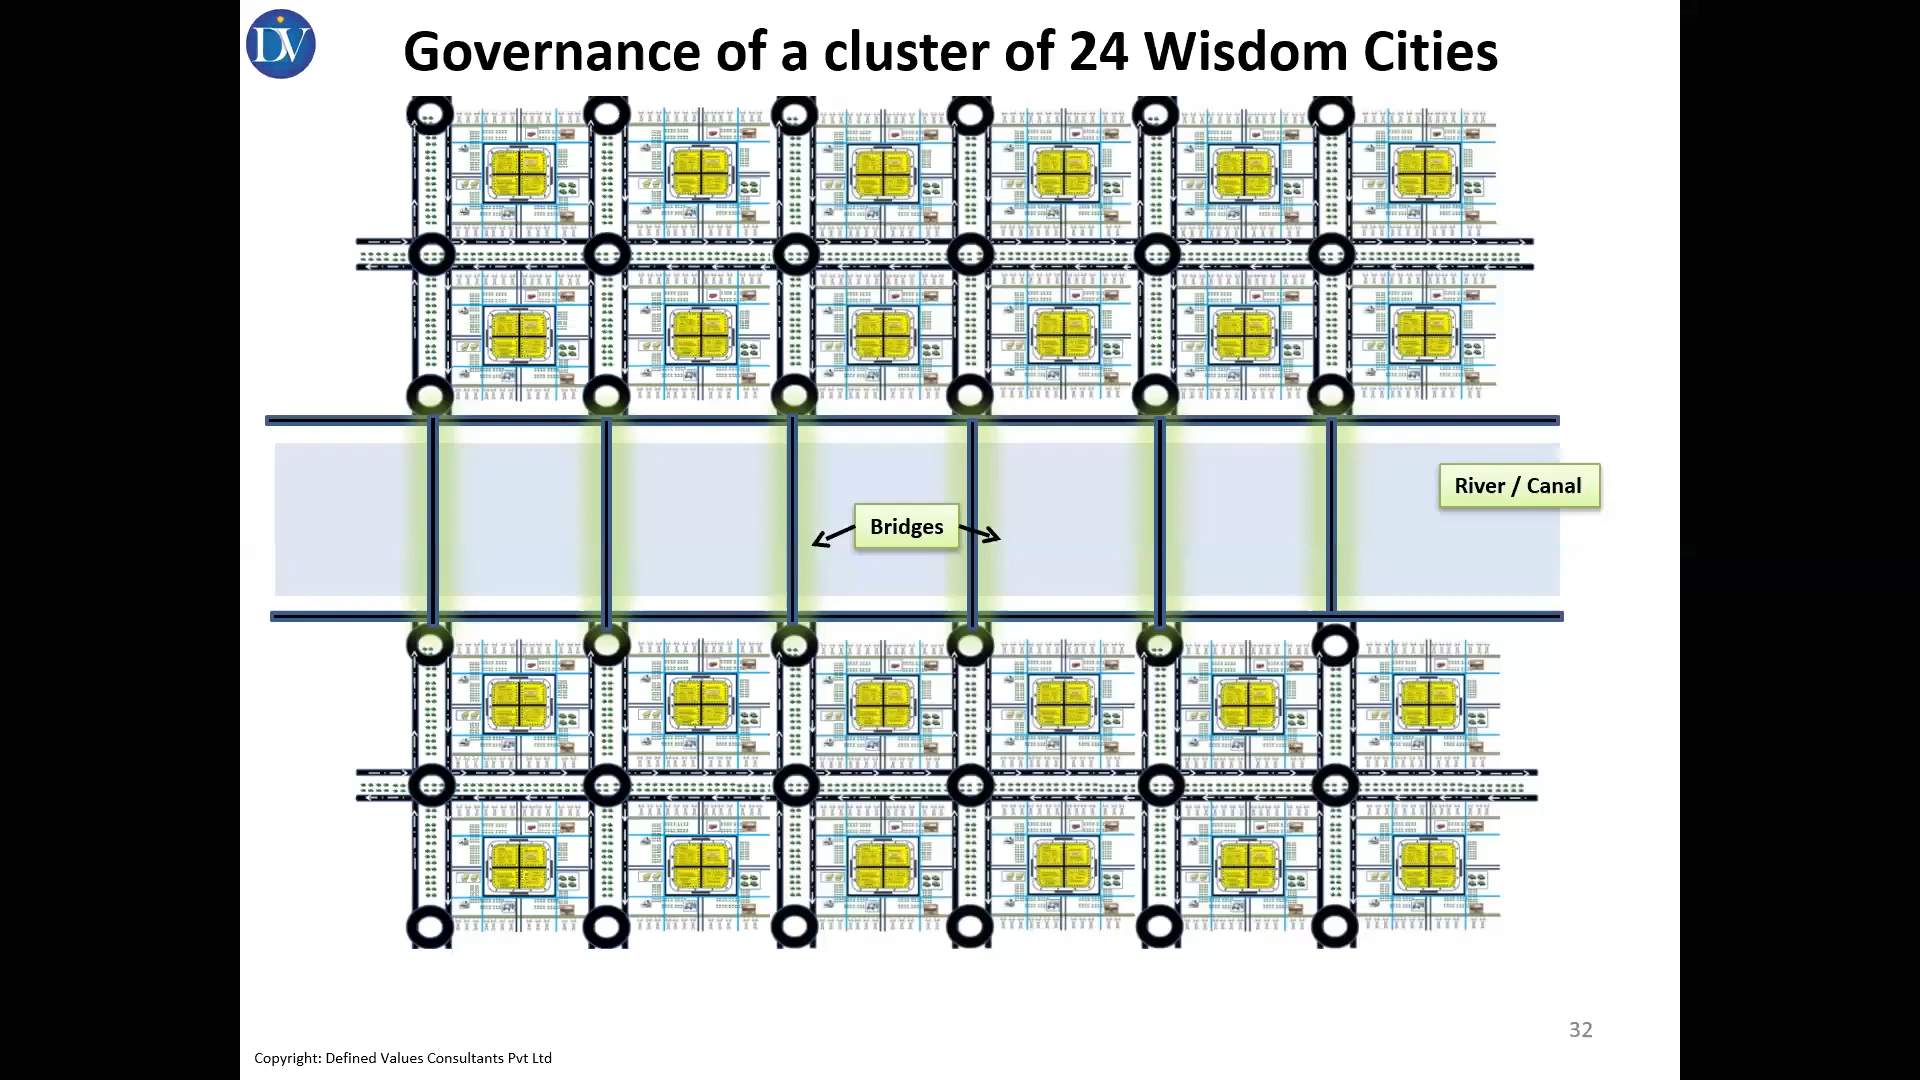 DV
Governance of a cluster of 24 Wisdom Cities
River / Canal
Bridges
32
Copyright: Defined Values Consultants Pvt Ltd